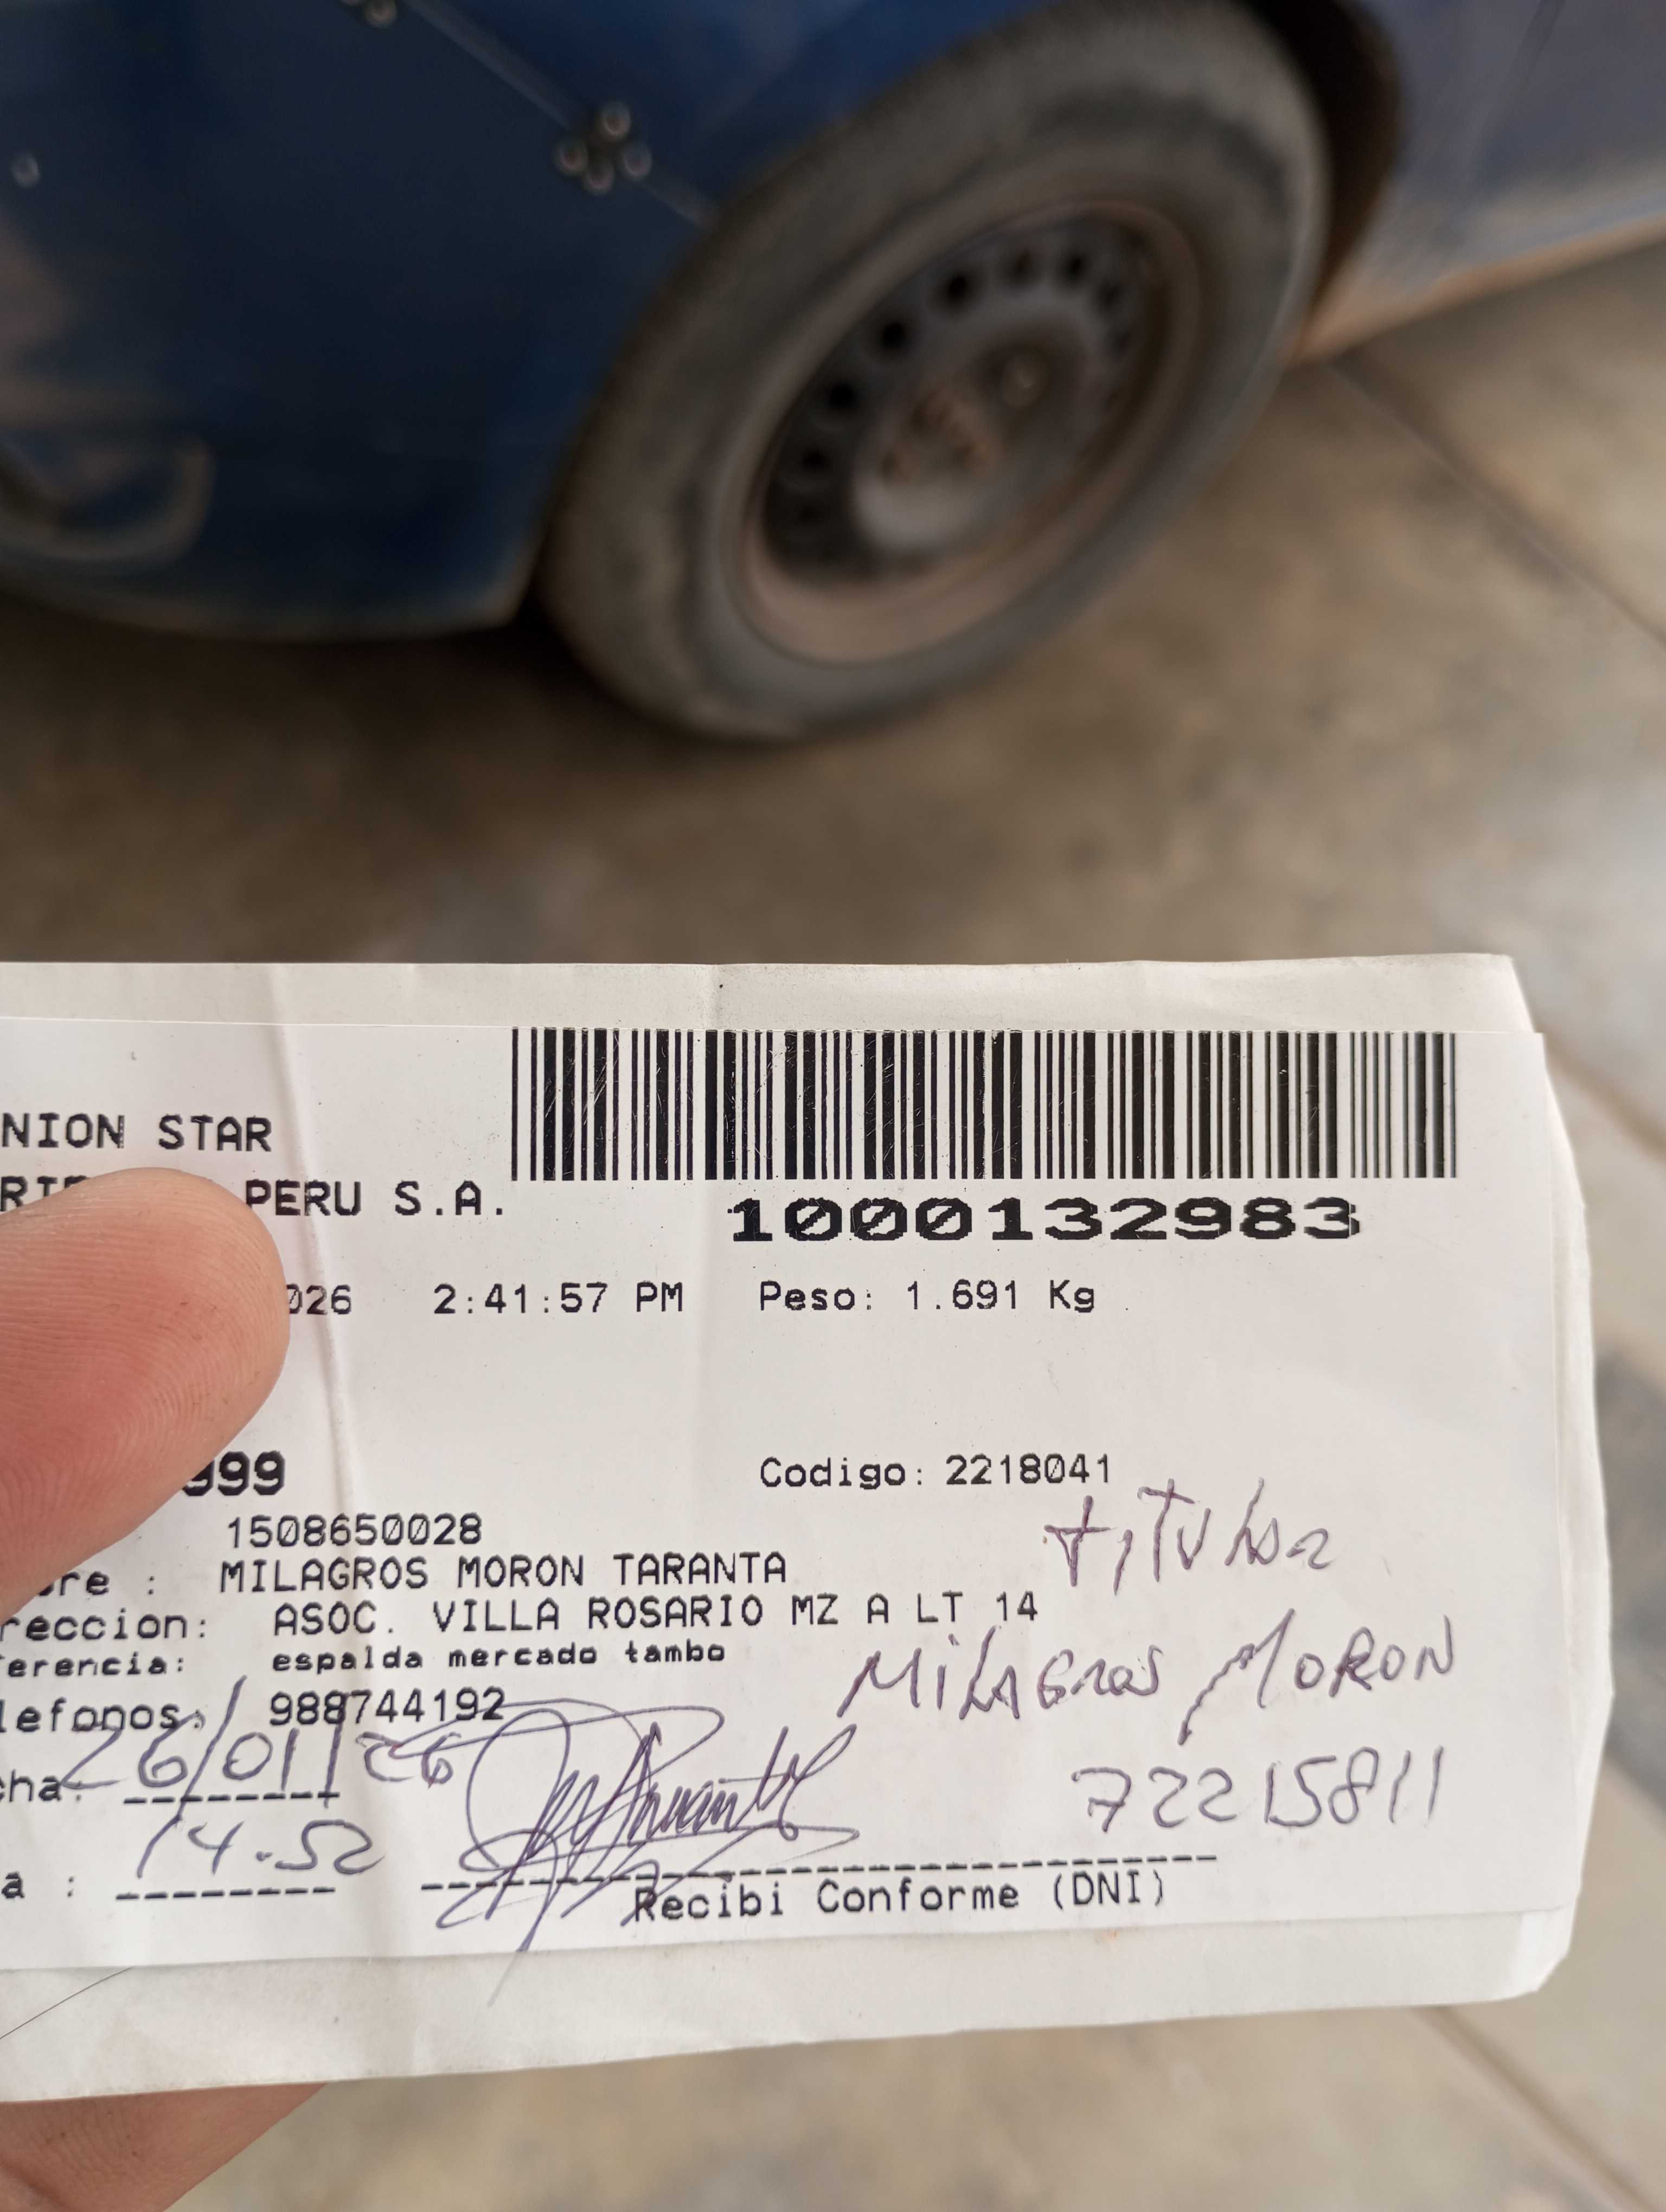 NION STAR
PERU S.A.
1000132983
026 2:41:57 PM Peso: 1.691 Kg
999 Codigo: 2218041
1508650028
re : MILAGROS MORON TARANTA
reccion: ASOC. VILLA ROSARIO MZ A LT 14
erencia: espalda mercado tambo
lefonos: 988744192
Titular
Milagros Moron
72215811
cha: 26/01/26
a : 14.52
Recibi Conforme (DNI)